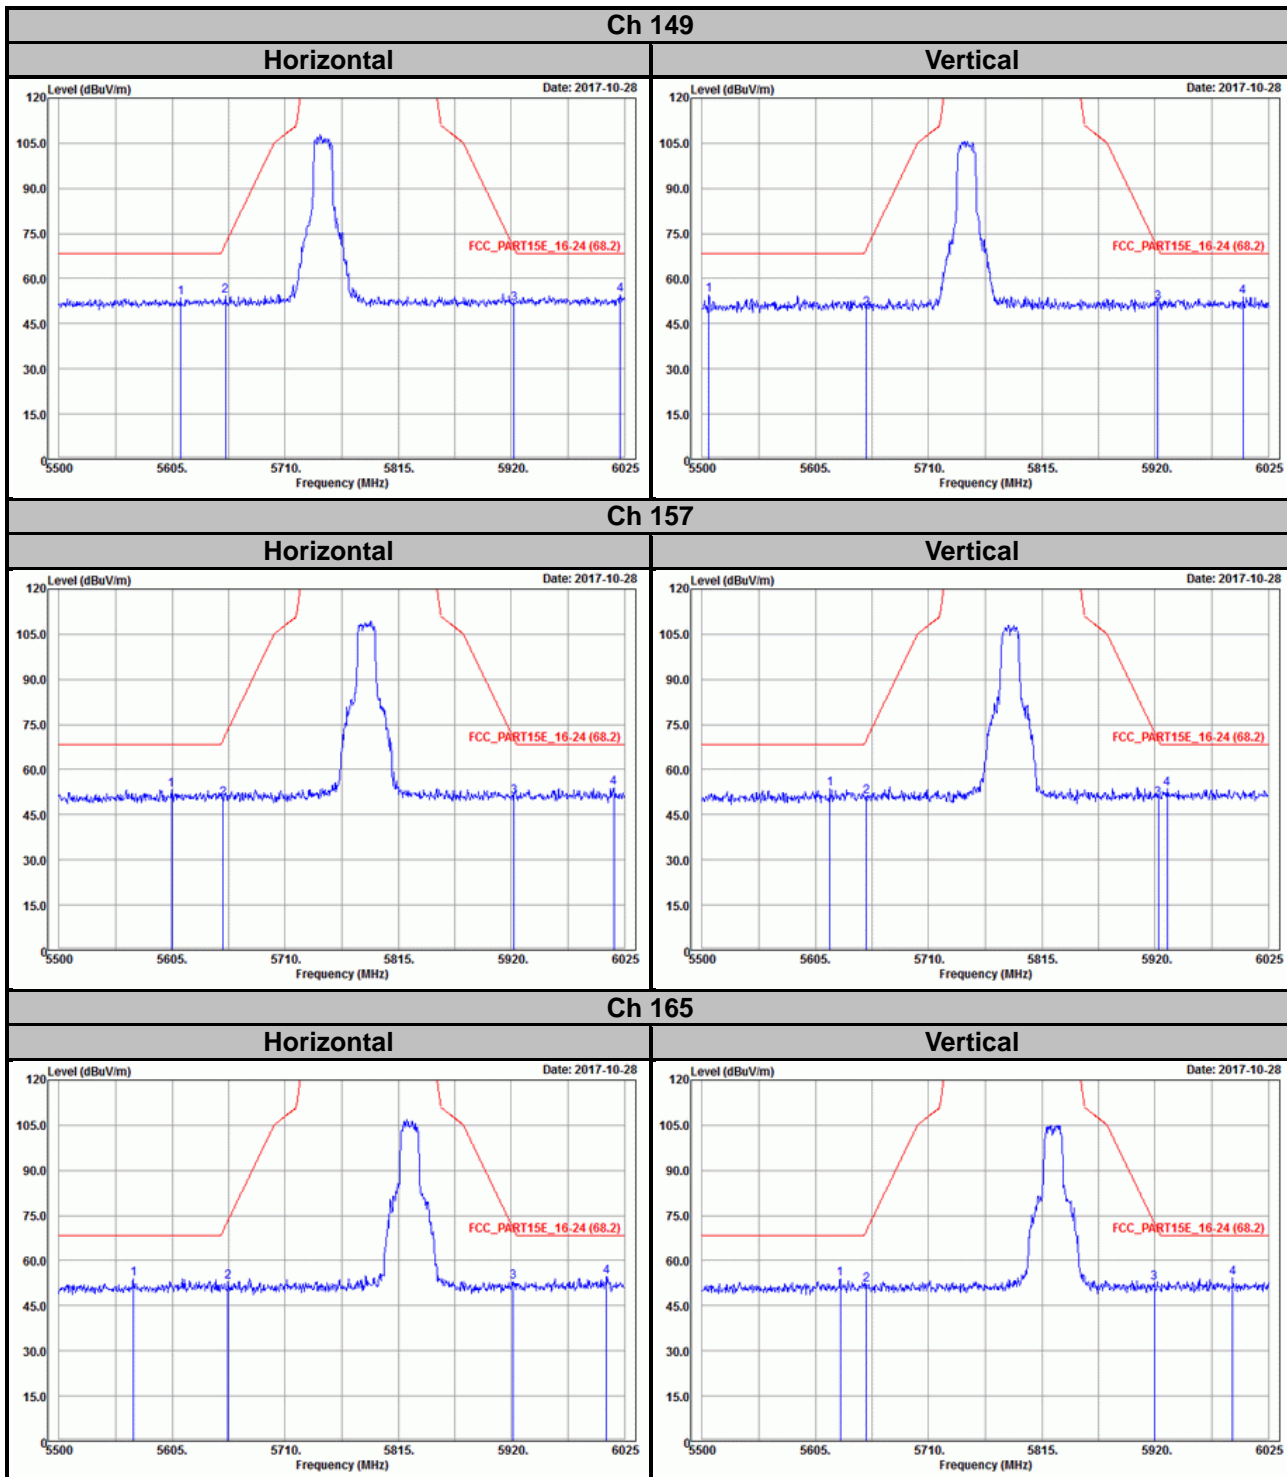 Ch 149
Horizontal Vertical
Level (dBuV/m) Date: 2017-10-28 Level (dBuV/m) Date: 2017-10-28
120 120
105.0 105.0
90.0 90.0
75.0 75.0
FCC_PART15E_16-24 (68.2) FCC_PART15E_16-24 (68.2)
60.0 60.0
1 2 3 4 1 2 3 4
45.0 45.0
30.0 30.0
15.0 15.0
0 0
5500 5605. 5710. 5815. 5920. 6025 5500 5605. 5710. 5815. 5920. 6025
Frequency (MHz) Frequency (MHz)
Ch 157
Horizontal Vertical
Level (dBuV/m) Date: 2017-10-28 Level (dBuV/m) Date: 2017-10-28
120 120
105.0 105.0
90.0 90.0
75.0 75.0
FCC_PART15E_16-24 (68.2) FCC_PART15E_16-24 (68.2)
60.0 60.0
1 2 3 4 1 2 3 4
45.0 45.0
30.0 30.0
15.0 15.0
0 0
5500 5605. 5710. 5815. 5920. 6025 5500 5605. 5710. 5815. 5920. 6025
Frequency (MHz) Frequency (MHz)
Ch 165
Horizontal Vertical
Level (dBuV/m) Date: 2017-10-28 Level (dBuV/m) Date: 2017-10-28
120 120
105.0 105.0
90.0 90.0
75.0 75.0
FCC_PART15E_16-24 (68.2) FCC_PART15E_16-24 (68.2)
60.0 60.0
1 2 3 4 1 2 3 4
45.0 45.0
30.0 30.0
15.0 15.0
0 0
5500 5605. 5710. 5815. 5920. 6025 5500 5605. 5710. 5815. 5920. 6025
Frequency (MHz) Frequency (MHz)